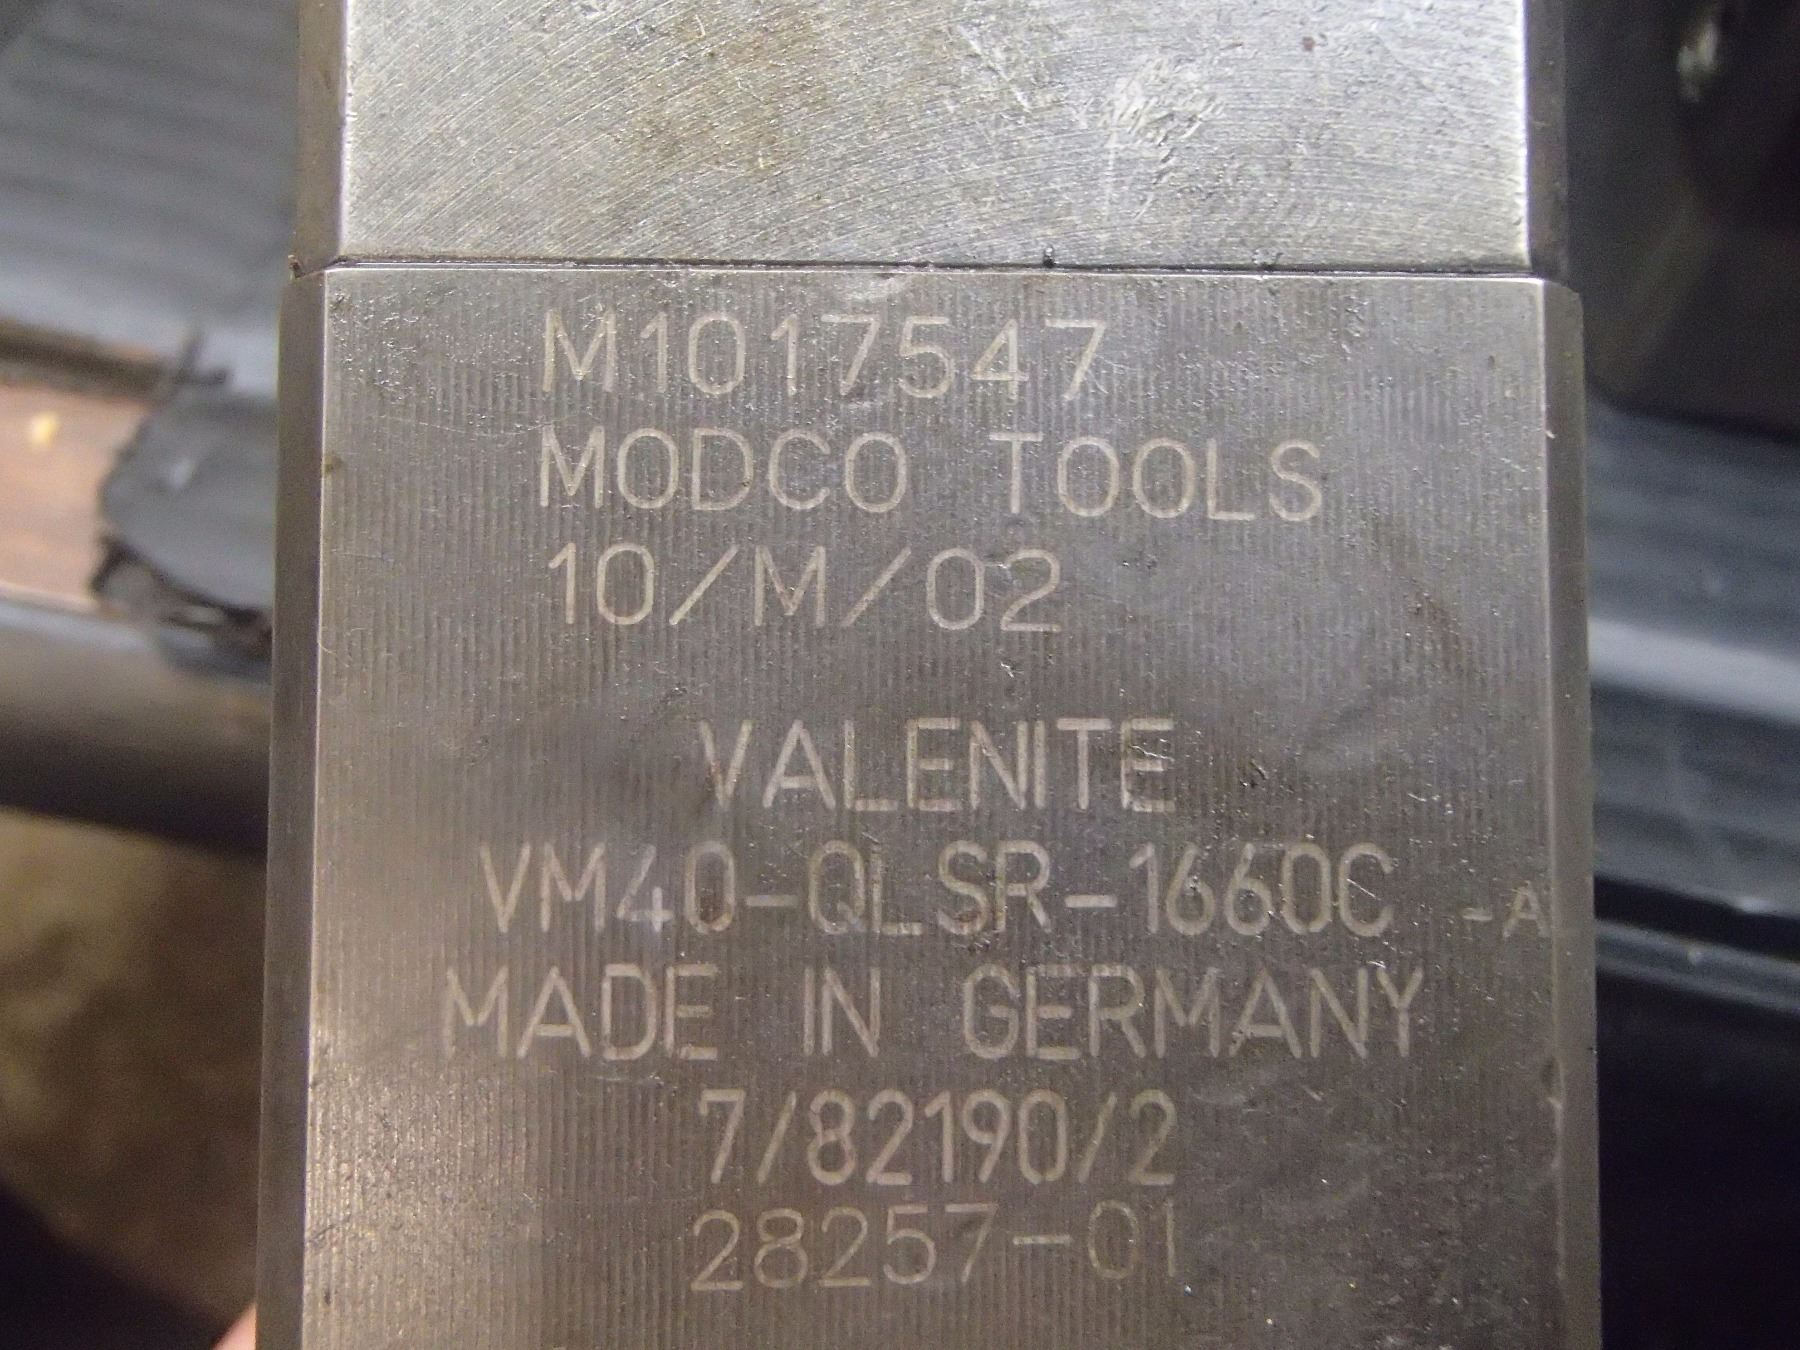 M1017547
MODCO TOOLS
10/M/02
VALENITE
VM40-QLSR-1660C -A
MADE IN GERMANY
7/82190/2
28257-01